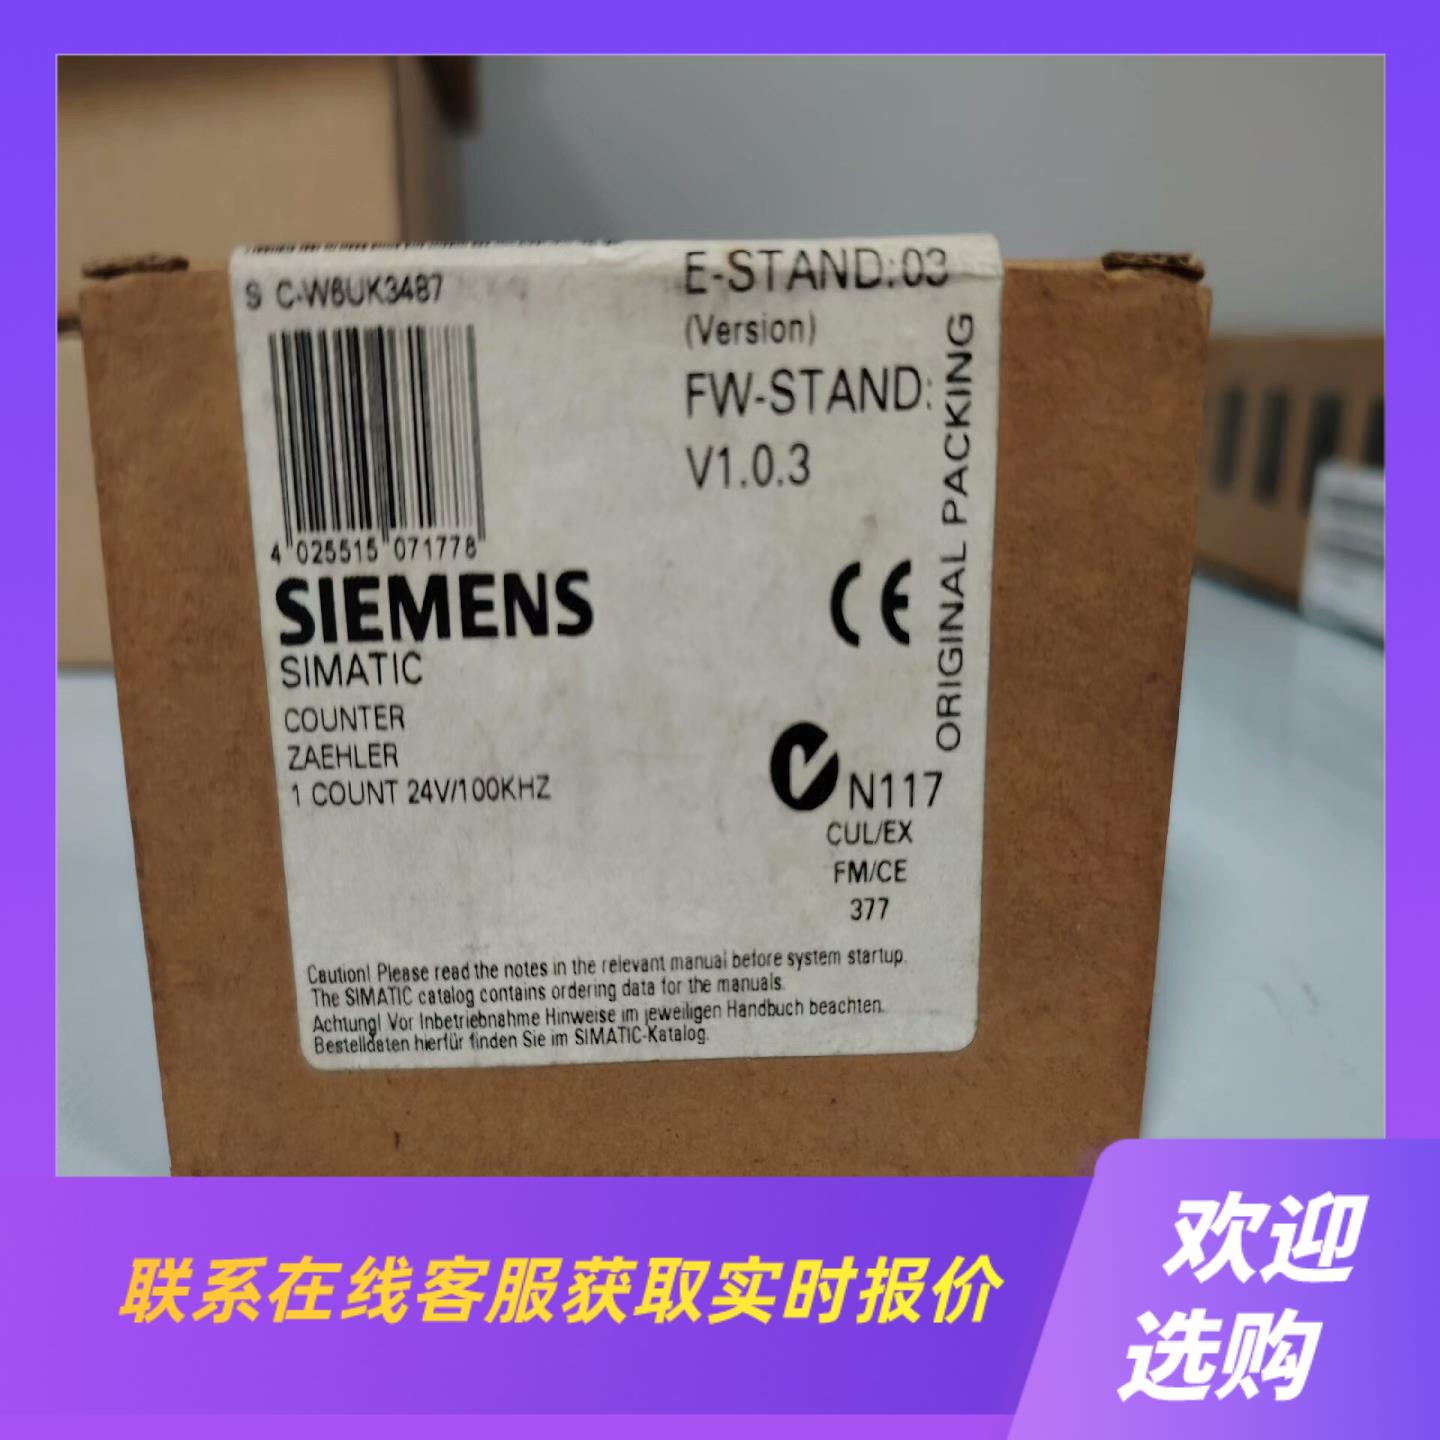 S C-W6UK3487
E-STAND:03
(Version)
FW-STAND:
V1.0.3
ORIGINAL PACKING
4 025515 071778
SIEMENS
SIMATIC
COUNTER
ZAEHLER
1 COUNT 24V/100KHZ
CE
N117
CUL/EX
FM/CE
377
Caution! Please read the notes in the relevant manual before system startup.
The SIMATIC catalog contains ordering data for the manuals.
Achtung! Vor Inbetriebnahme Hinweise im jeweiligen Handbuch beachten.
Bestelldaten hierfür finden Sie im SIMATIC-Katalog.
联系在线客服获取实时报价
欢迎
选购